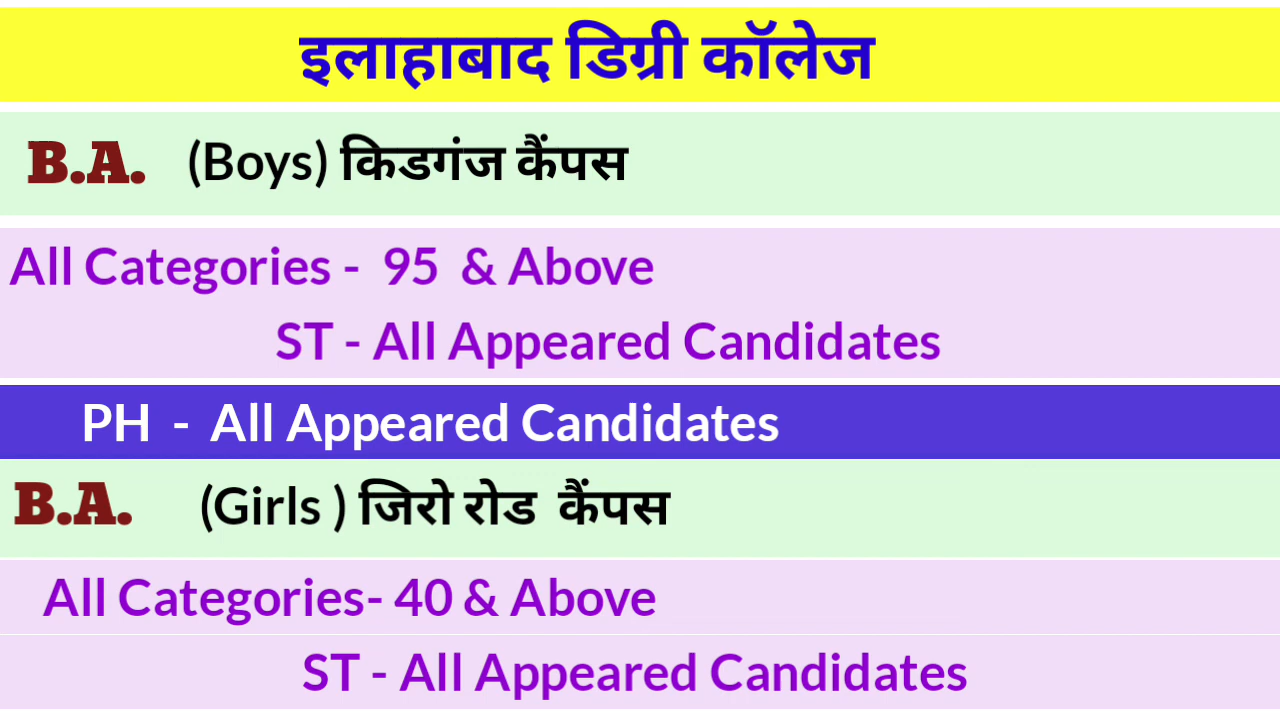 इलाहाबाद डिग्री कॉलेज
B.A. (Boys) किडगंज कैंपस
All Categories - 95 & Above
ST - All Appeared Candidates
PH - All Appeared Candidates
B.A. (Girls ) जिरो रोड कैंपस
All Categories- 40 & Above
ST - All Appeared Candidates